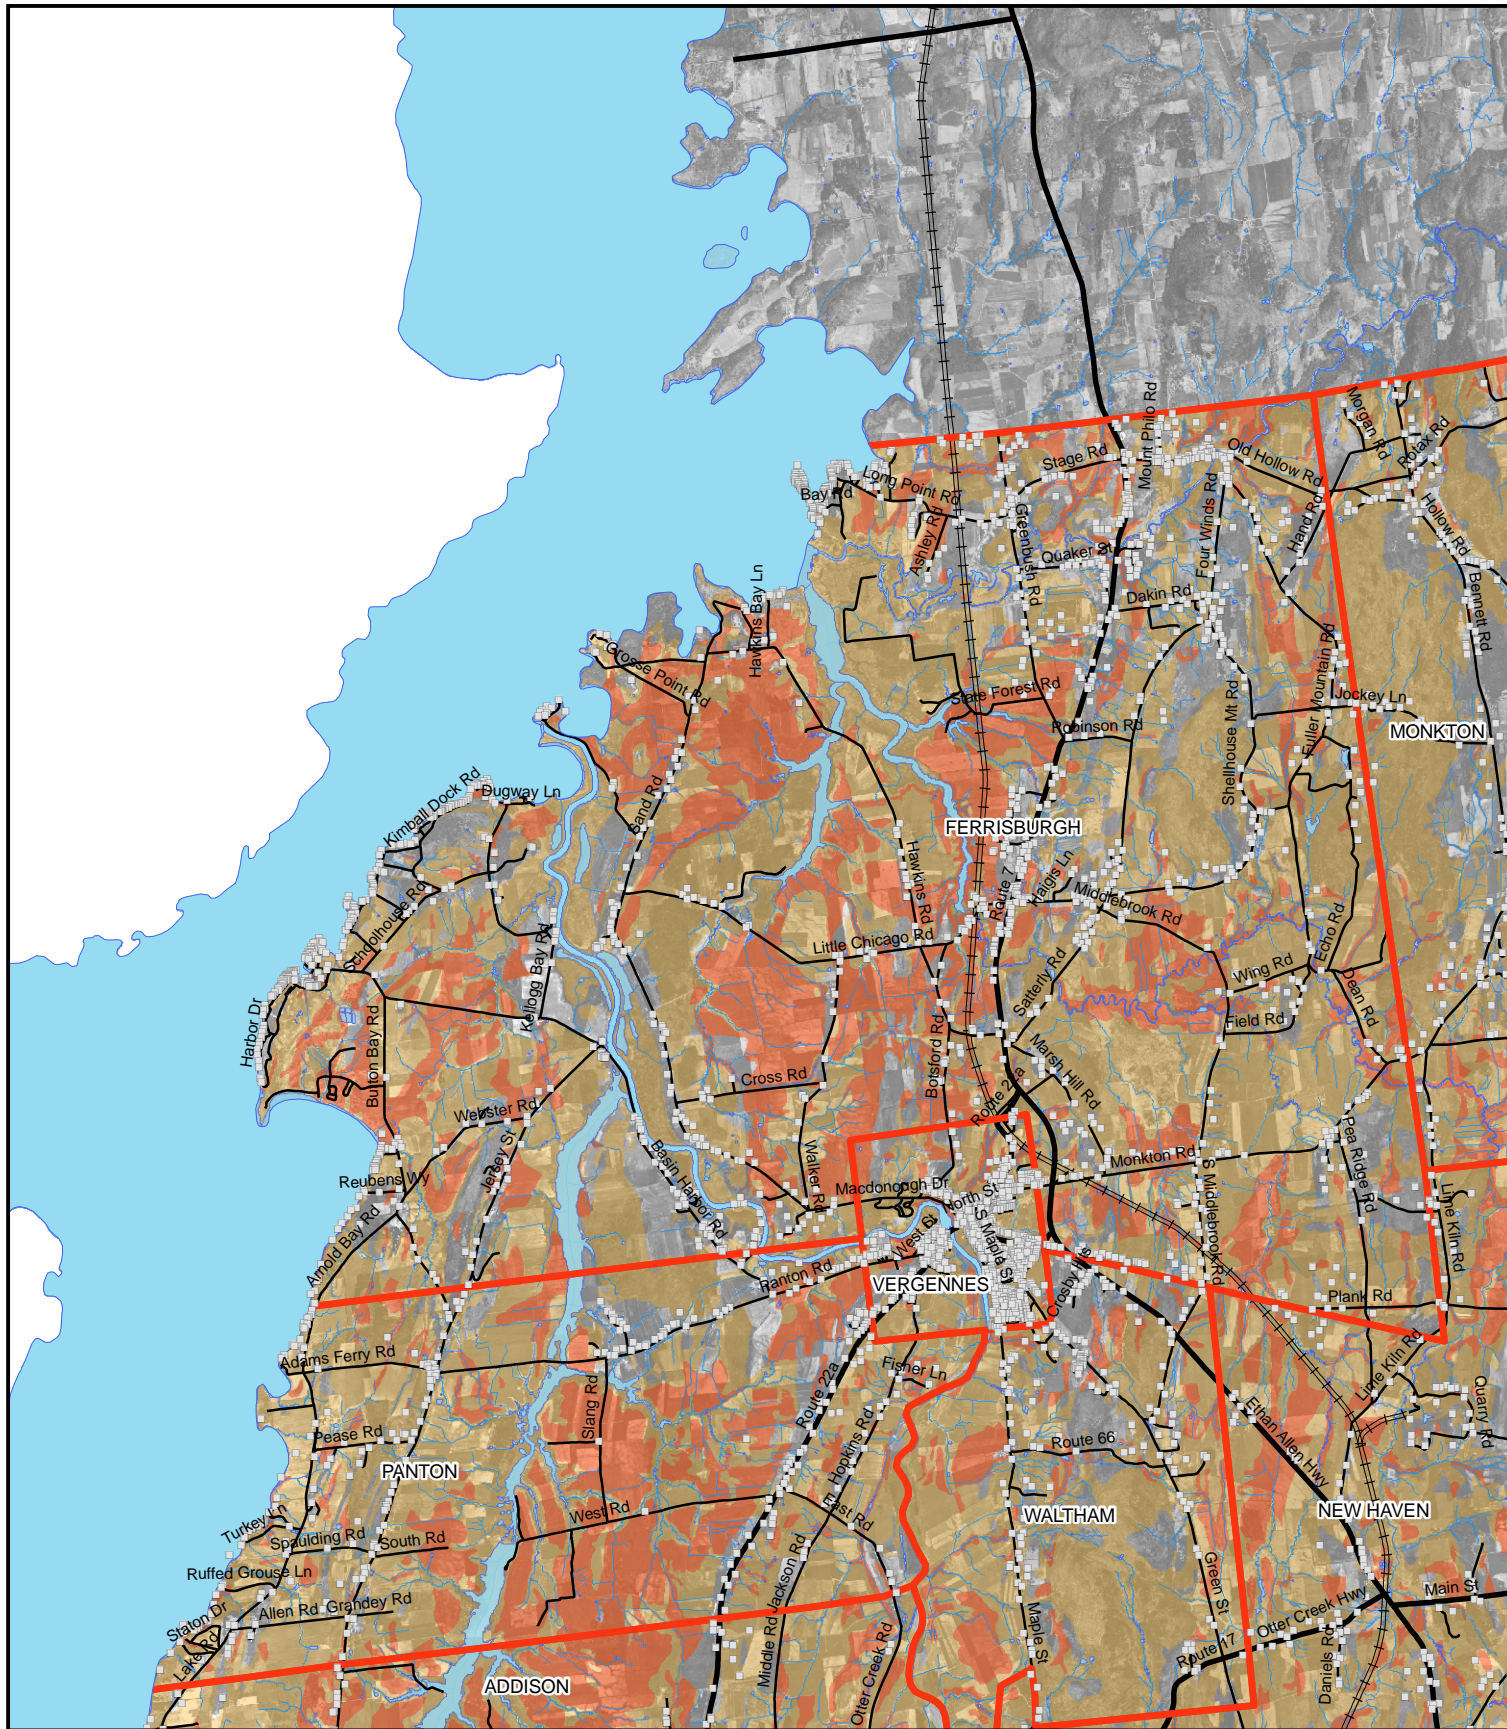 Mount Philo Rd
Morgan Rd
Rotax Rd
Stage Rd
Old Hollow Rd
Long Point Rd
Bay Rd
Four Winds Rd
Hand Rd
Hollow Rd
Greenbush Rd
Ashley Rd
Quaker St
Bennett Rd
Hawkins Bay Ln
Dakin Rd
Grosse Point Rd
Fuller Mountain Rd
State Forest Rd
Jockey Ln
Robinson Rd
Shellhouse Mt Rd
MONKTON
Kimball Dock Rd
Dugway Ln
Sand Rd
FERRISBURGH
Hawkins Rd
Route 7
Haigis Ln
Middlebrook Rd
Schoolhouse Rd
Little Chicago Rd
Echo Rd
Kellogg Bay Rd
Satterly Rd
Wing Rd
Dean Rd
Harbor Dr
Button Bay Rd
Field Rd
Botsford Rd
Marsh Hill Rd
Cross Rd
Route 22a
Webster Rd
Jersey St
Basin Harbor Rd
Walker Rd
Monkton Rd
S Middlebrook Rd
Pea Ridge Rd
Lime Kiln Rd
Reubens Wy
Macdonough Dr
North St
Arnold Bay Rd
West St
S Maple St
Panton Rd
VERGENNES
Crosby Hts
Plank Rd
Adams Ferry Rd
Fisher Ln
Lime Kiln Rd
Slang Rd
Route 22a
Quarry Rd
Pease Rd
Hopkins Rd
Route 66
Ethan Allen Hwy
PANTON
Turkey Ln
West Rd
East Rd
WALTHAM
NEW HAVEN
Spaulding Rd
South Rd
Ruffed Grouse Ln
Jackson Rd
Green St
Main St
Allen Rd
Grandey Rd
Staton Dr
Otter Creek Hwy
Lake Rd
Middle Rd
Otter Creek Rd
Maple St
Route 17
Daniels Rd
ADDISON